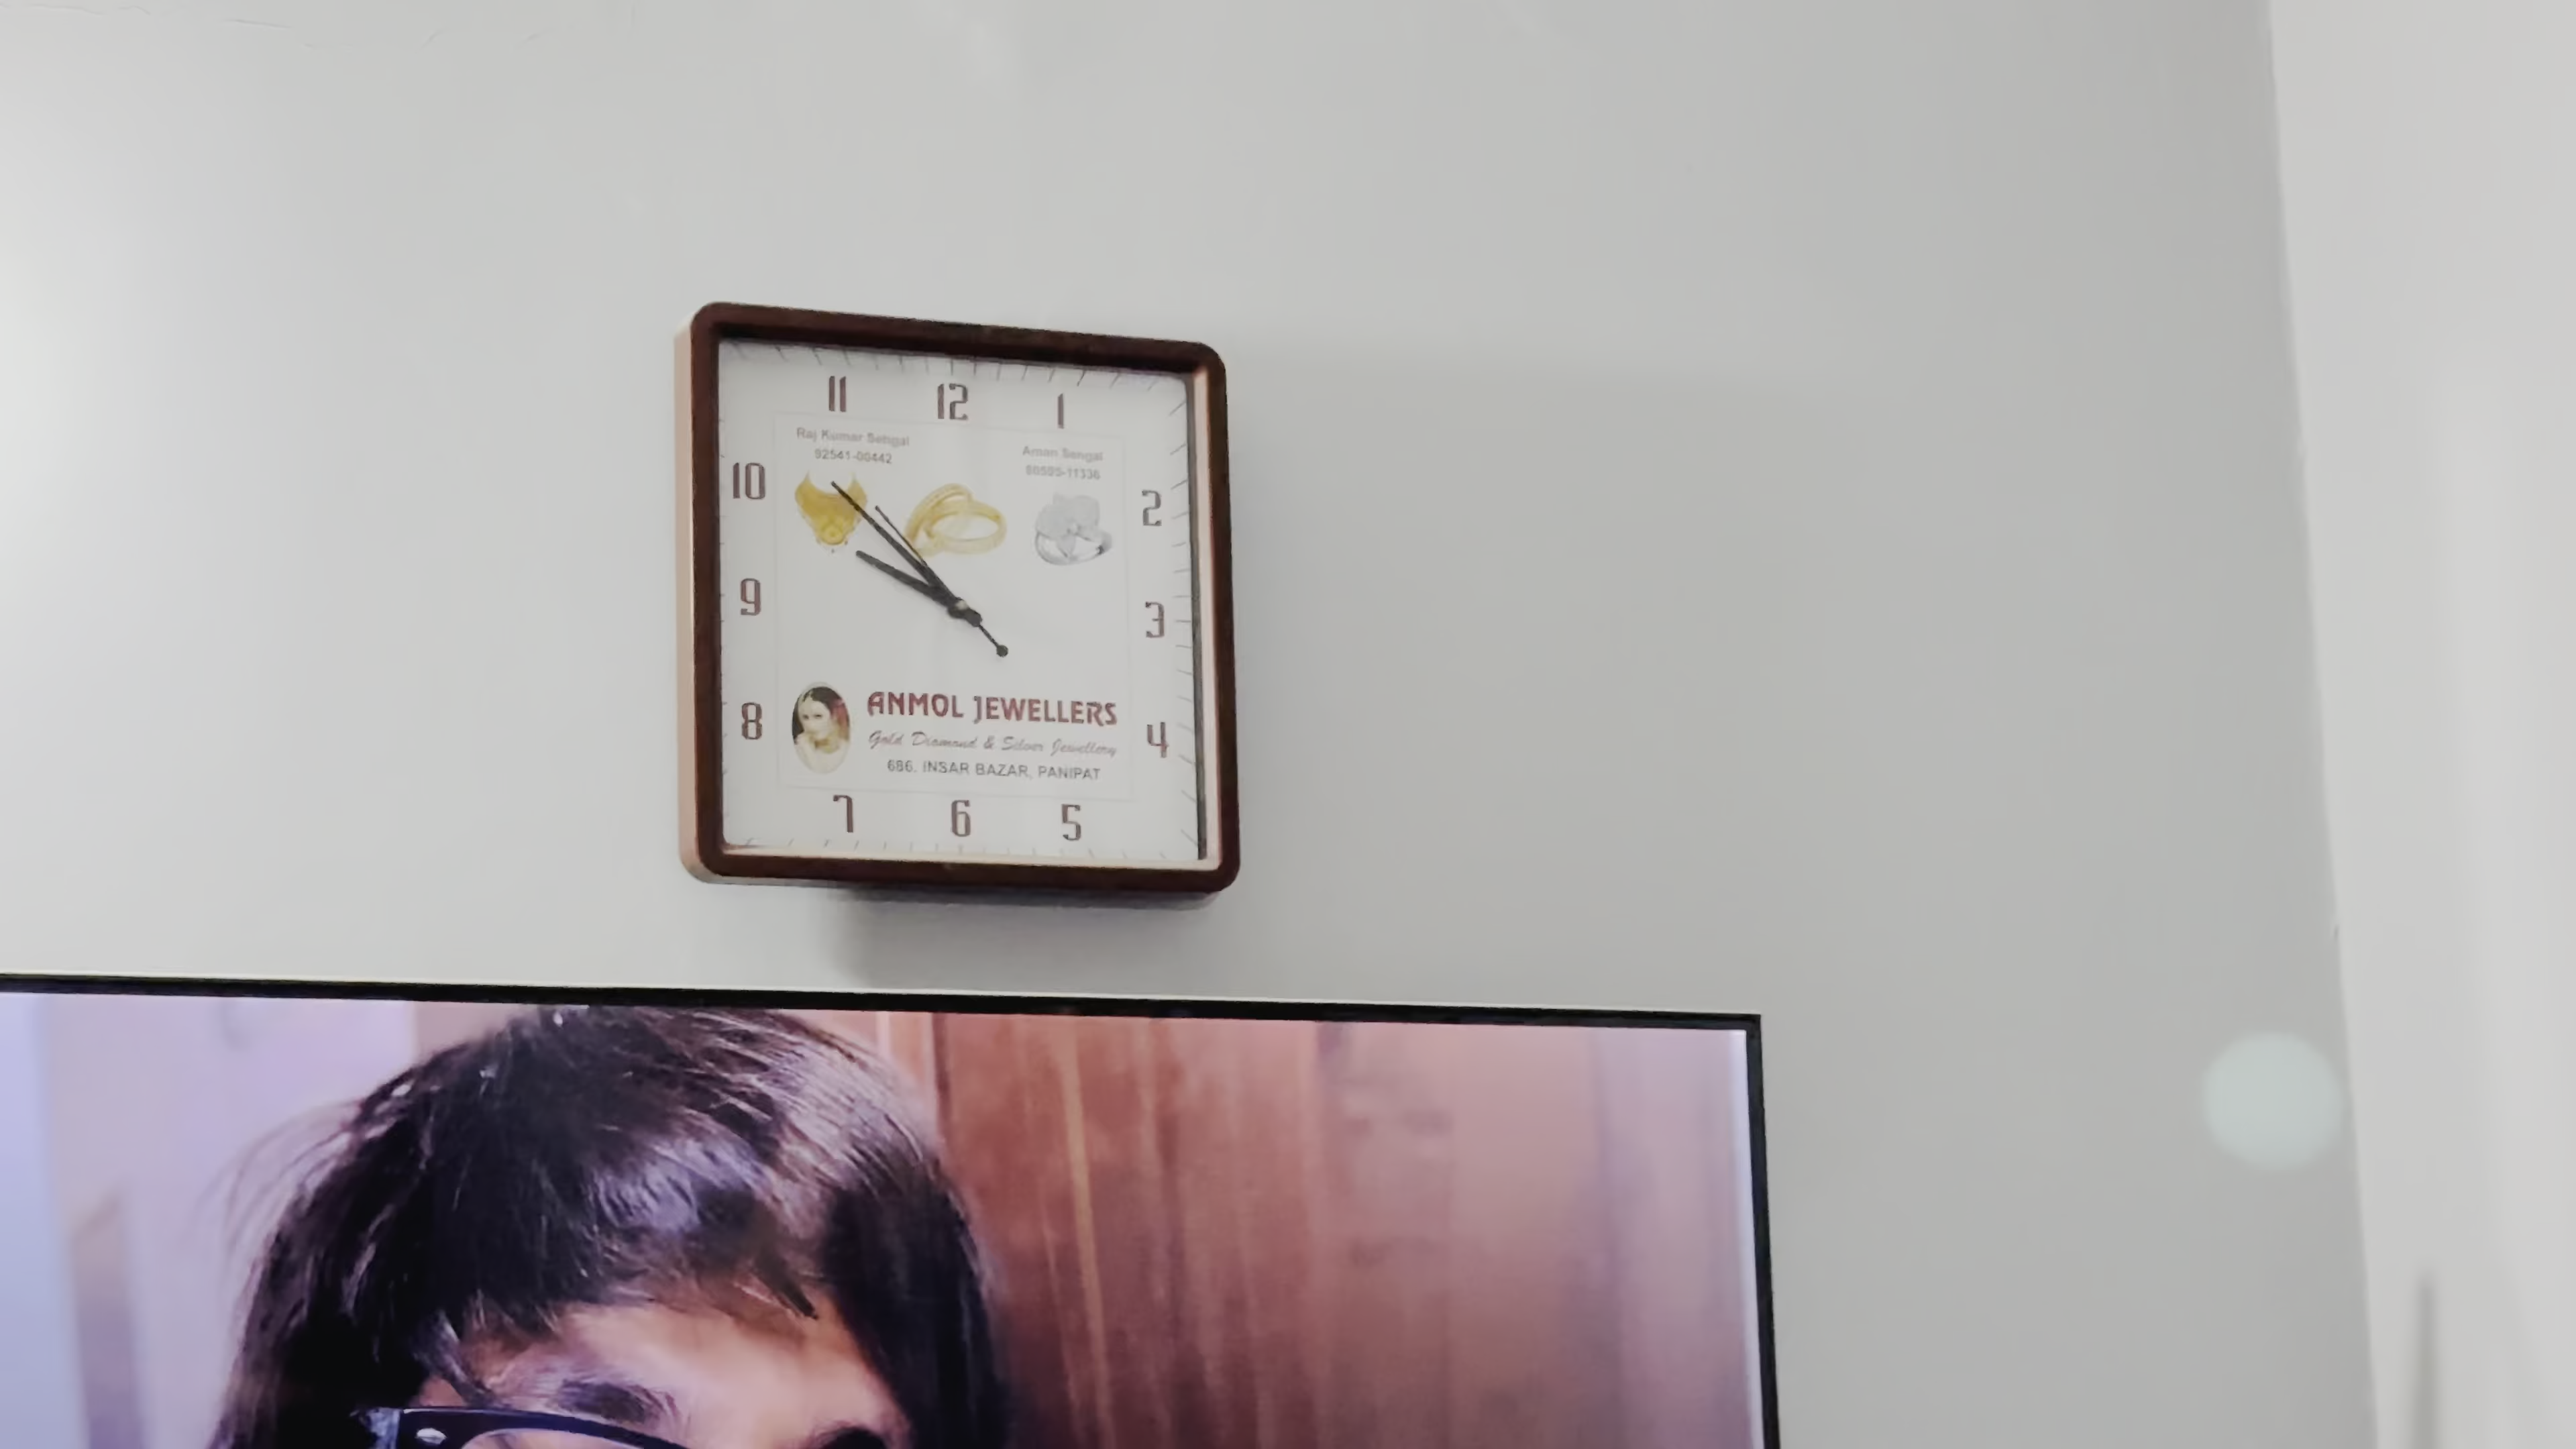 11 12 1
Raj Kumar Sehgal
92541-00442
Aman Sehgal
10 2
9 3
ANMOL JEWELLERS
8 4
Gold Diamond & Silver Jewellery
686, INSAR BAZAR, PANIPAT
7 6 5